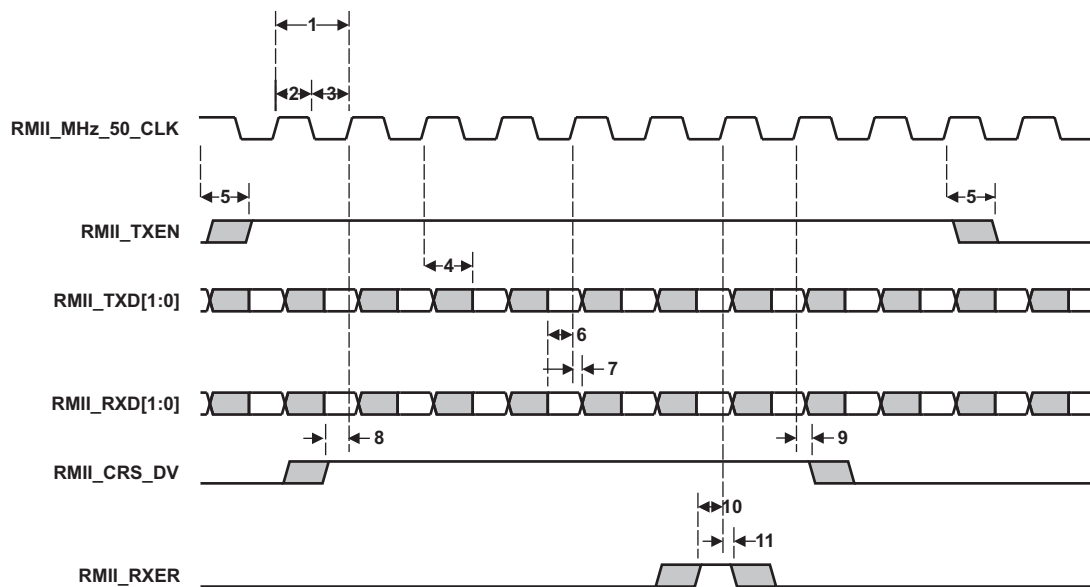 1
2 3
RMII_MHz_50_CLK
5 5
RMII_TXEN
4
RMII_TXD[1:0]
6
7
RMII_RXD[1:0]
8 9
RMII_CRS_DV
10
11
RMII_RXER